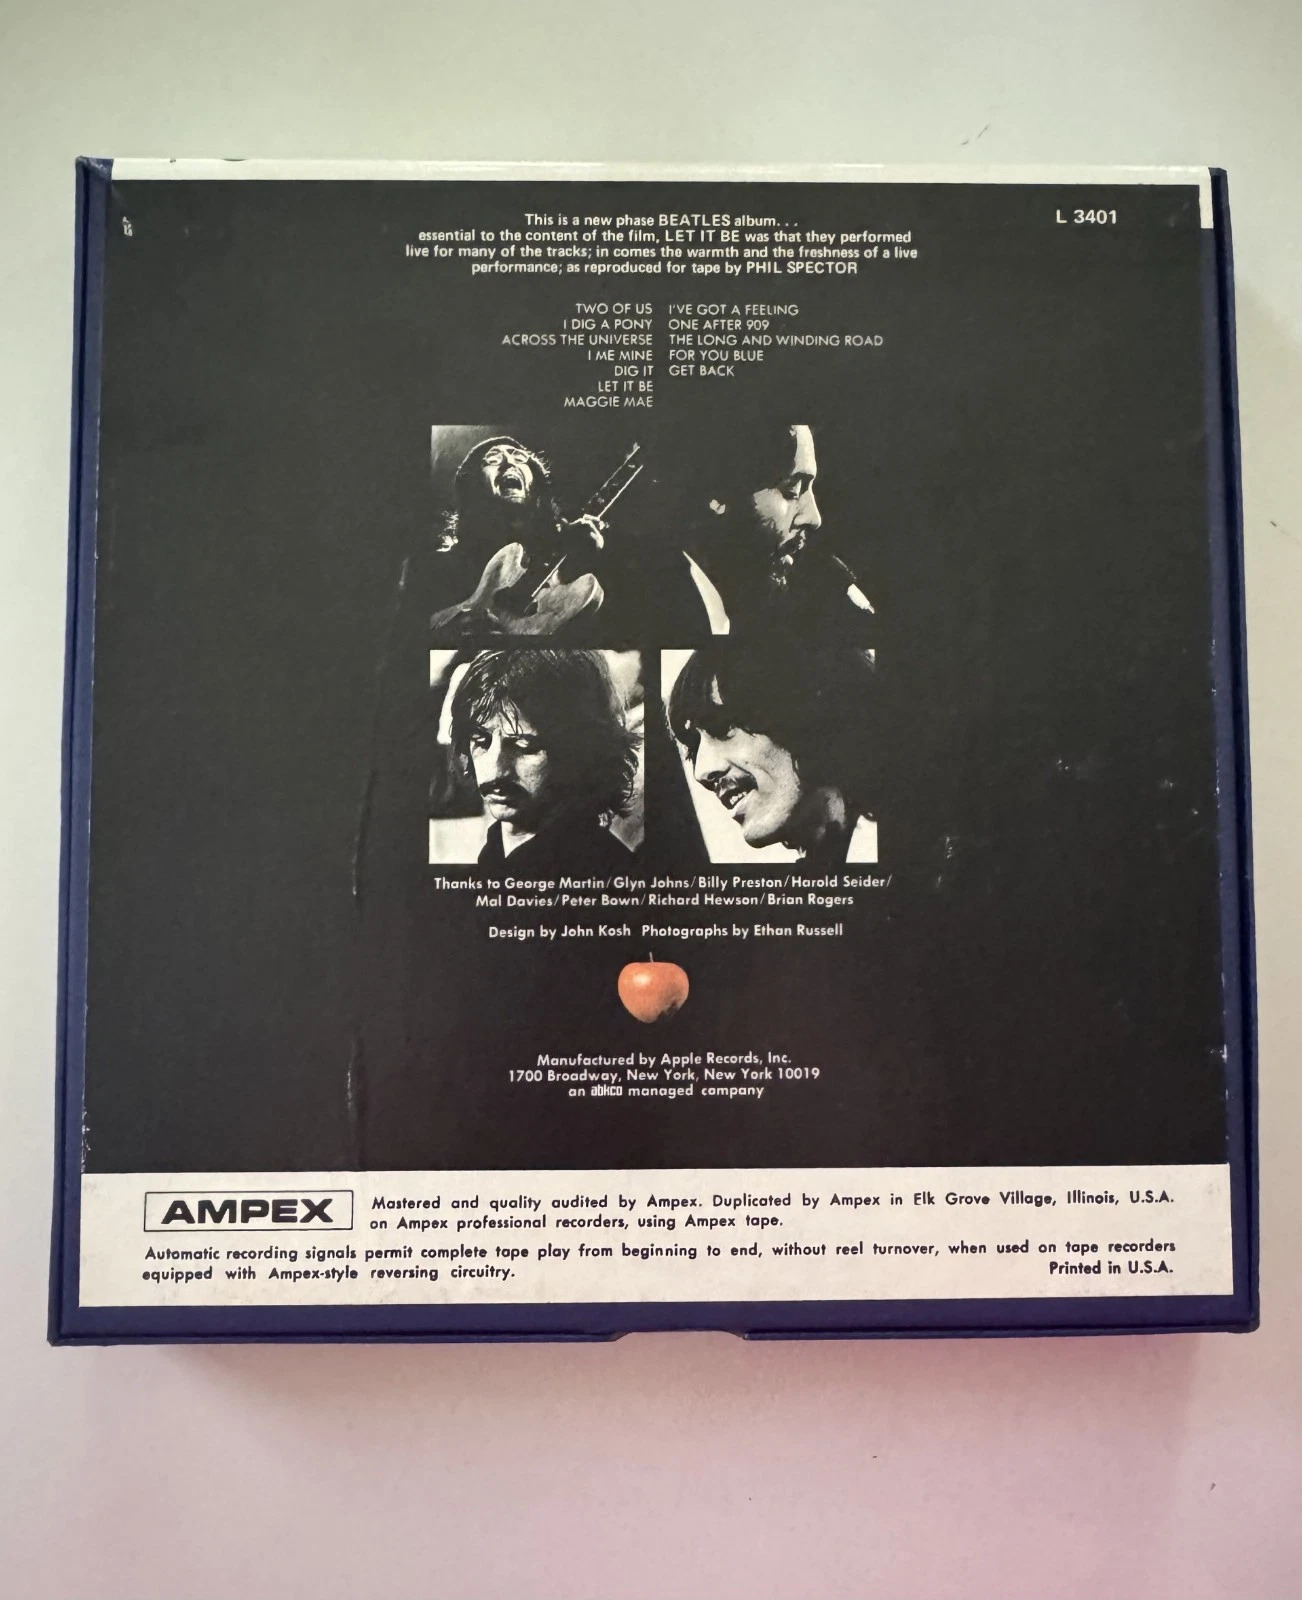 This is a new phase BEATLES album. . .
essential to the content of the film, LET IT BE was that they performed
live for many of the tracks; in comes the warmth and the freshness of a live
performance; as reproduced for tape by PHIL SPECTOR
L 3401
TWO OF US I'VE GOT A FEELING
I DIG A PONY ONE AFTER 909
ACROSS THE UNIVERSE THE LONG AND WINDING ROAD
I ME MINE FOR YOU BLUE
DIG IT GET BACK
LET IT BE
MAGGIE MAE
Thanks to George Martin/Glyn Johns/Billy Preston/Harold Seider/
Mal Davies/Peter Bown/Richard Hewson/Brian Rogers
Design by John Kosh Photographs by Ethan Russell
Manufactured by Apple Records, Inc.
1700 Broadway, New York, New York 10019
an abkco managed company
AMPEX
Mastered and quality audited by Ampex. Duplicated by Ampex in Elk Grove Village, Illinois, U.S.A.
on Ampex professional recorders, using Ampex tape.
Automatic recording signals permit complete tape play from beginning to end, without reel turnover, when used on tape recorders
equipped with Ampex-style reversing circuitry.
Printed in U.S.A.